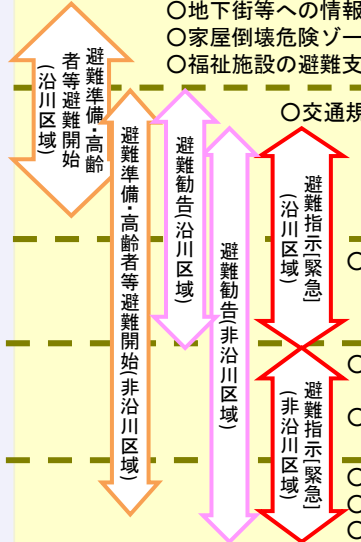 〇地下街等への情報
〇家屋倒壊危険ゾー
〇福祉施設の避難支
〇交通規
避難準備・高齢
者等避難開始
(沿川区域)
避難準備・高齢者等避難開始(非沿川区域)
避難勧告(沿川区域)
避難勧告(非沿川区域)
避難指示[緊急]
(沿川区域)
避難指示[緊急]
(非沿川区域)
〇
〇
〇
〇
〇
〇